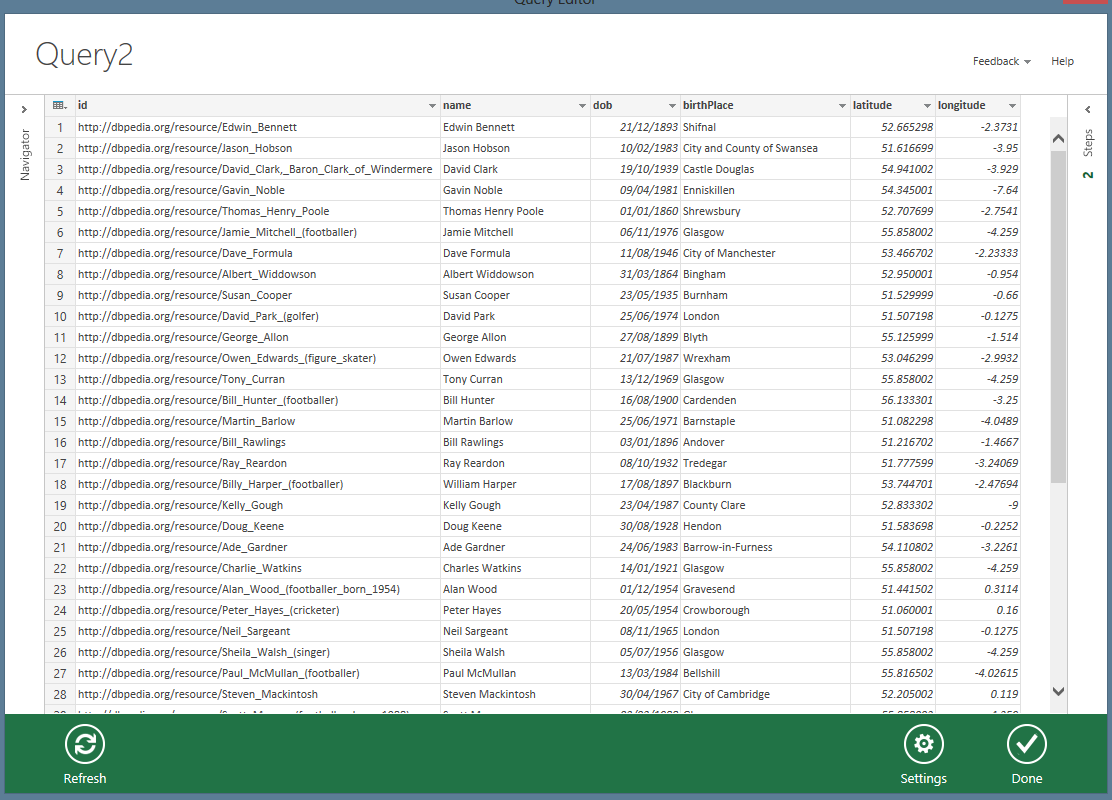 Query Editor
Query2
Feedback Help
Navigator
id name dob birthPlace latitude longitude
1 http://dbpedia.org/resource/Edwin_Bennett Edwin Bennett 21/12/1893 Shifnal 52.665298 -2.3731
2 http://dbpedia.org/resource/Jason_Hobson Jason Hobson 10/02/1983 City and County of Swansea 51.616699 -3.95
3 http://dbpedia.org/resource/David_Clark,_Baron_Clark_of_Windermere David Clark 19/10/1939 Castle Douglas 54.941002 -3.929
4 http://dbpedia.org/resource/Gavin_Noble Gavin Noble 09/04/1981 Enniskillen 54.345001 -7.64
5 http://dbpedia.org/resource/Thomas_Henry_Poole Thomas Henry Poole 01/01/1860 Shrewsbury 52.707699 -2.7541
6 http://dbpedia.org/resource/Jamie_Mitchell_(footballer) Jamie Mitchell 06/11/1976 Glasgow 55.858002 -4.259
7 http://dbpedia.org/resource/Dave_Formula Dave Formula 11/08/1946 City of Manchester 53.466702 -2.23333
8 http://dbpedia.org/resource/Albert_Widdowson Albert Widdowson 31/03/1864 Bingham 52.950001 -0.954
9 http://dbpedia.org/resource/Susan_Cooper Susan Cooper 23/05/1935 Burnham 51.529999 -0.66
10 http://dbpedia.org/resource/David_Park_(golfer) David Park 25/06/1974 London 51.507198 -0.1275
11 http://dbpedia.org/resource/George_Allon George Allon 27/08/1899 Blyth 55.125999 -1.514
12 http://dbpedia.org/resource/Owen_Edwards_(figure_skater) Owen Edwards 21/07/1987 Wrexham 53.046299 -2.9932
13 http://dbpedia.org/resource/Tony_Curran Tony Curran 13/12/1969 Glasgow 55.858002 -4.259
14 http://dbpedia.org/resource/Bill_Hunter_(footballer) Bill Hunter 16/08/1900 Cardenden 56.133301 -3.25
15 http://dbpedia.org/resource/Martin_Barlow Martin Barlow 25/06/1971 Barnstaple 51.082298 -4.0489
16 http://dbpedia.org/resource/Bill_Rawlings Bill Rawlings 03/01/1896 Andover 51.216702 -1.4667
17 http://dbpedia.org/resource/Ray_Reardon Ray Reardon 08/10/1932 Tredegar 51.777599 -3.24069
18 http://dbpedia.org/resource/Billy_Harper_(footballer) William Harper 17/08/1897 Blackburn 53.744701 -2.47694
19 http://dbpedia.org/resource/Kelly_Gough Kelly Gough 23/04/1987 County Clare 52.833302 -9
20 http://dbpedia.org/resource/Doug_Keene Doug Keene 30/08/1928 Hendon 51.583698 -0.2252
21 http://dbpedia.org/resource/Ade_Gardner Ade Gardner 24/06/1983 Barrow-in-Furness 54.110802 -3.2261
22 http://dbpedia.org/resource/Charlie_Watkins Charles Watkins 14/01/1921 Glasgow 55.858002 -4.259
23 http://dbpedia.org/resource/Alan_Wood_(footballer_born_1954) Alan Wood 01/12/1954 Gravesend 51.441502 0.3114
24 http://dbpedia.org/resource/Peter_Hayes_(cricketer) Peter Hayes 20/05/1954 Crowborough 51.060001 0.16
25 http://dbpedia.org/resource/Neil_Sargeant Neil Sargeant 08/11/1965 London 51.507198 -0.1275
26 http://dbpedia.org/resource/Sheila_Walsh_(singer) Sheila Walsh 05/07/1956 Glasgow 55.858002 -4.259
27 http://dbpedia.org/resource/Paul_McMullan_(footballer) Paul McMullan 13/03/1984 Bellshill 55.816502 -4.02615
28 http://dbpedia.org/resource/Steven_Mackintosh Steven Mackintosh 30/04/1967 City of Cambridge 52.205002 0.119
Steps
2
Refresh Settings Done